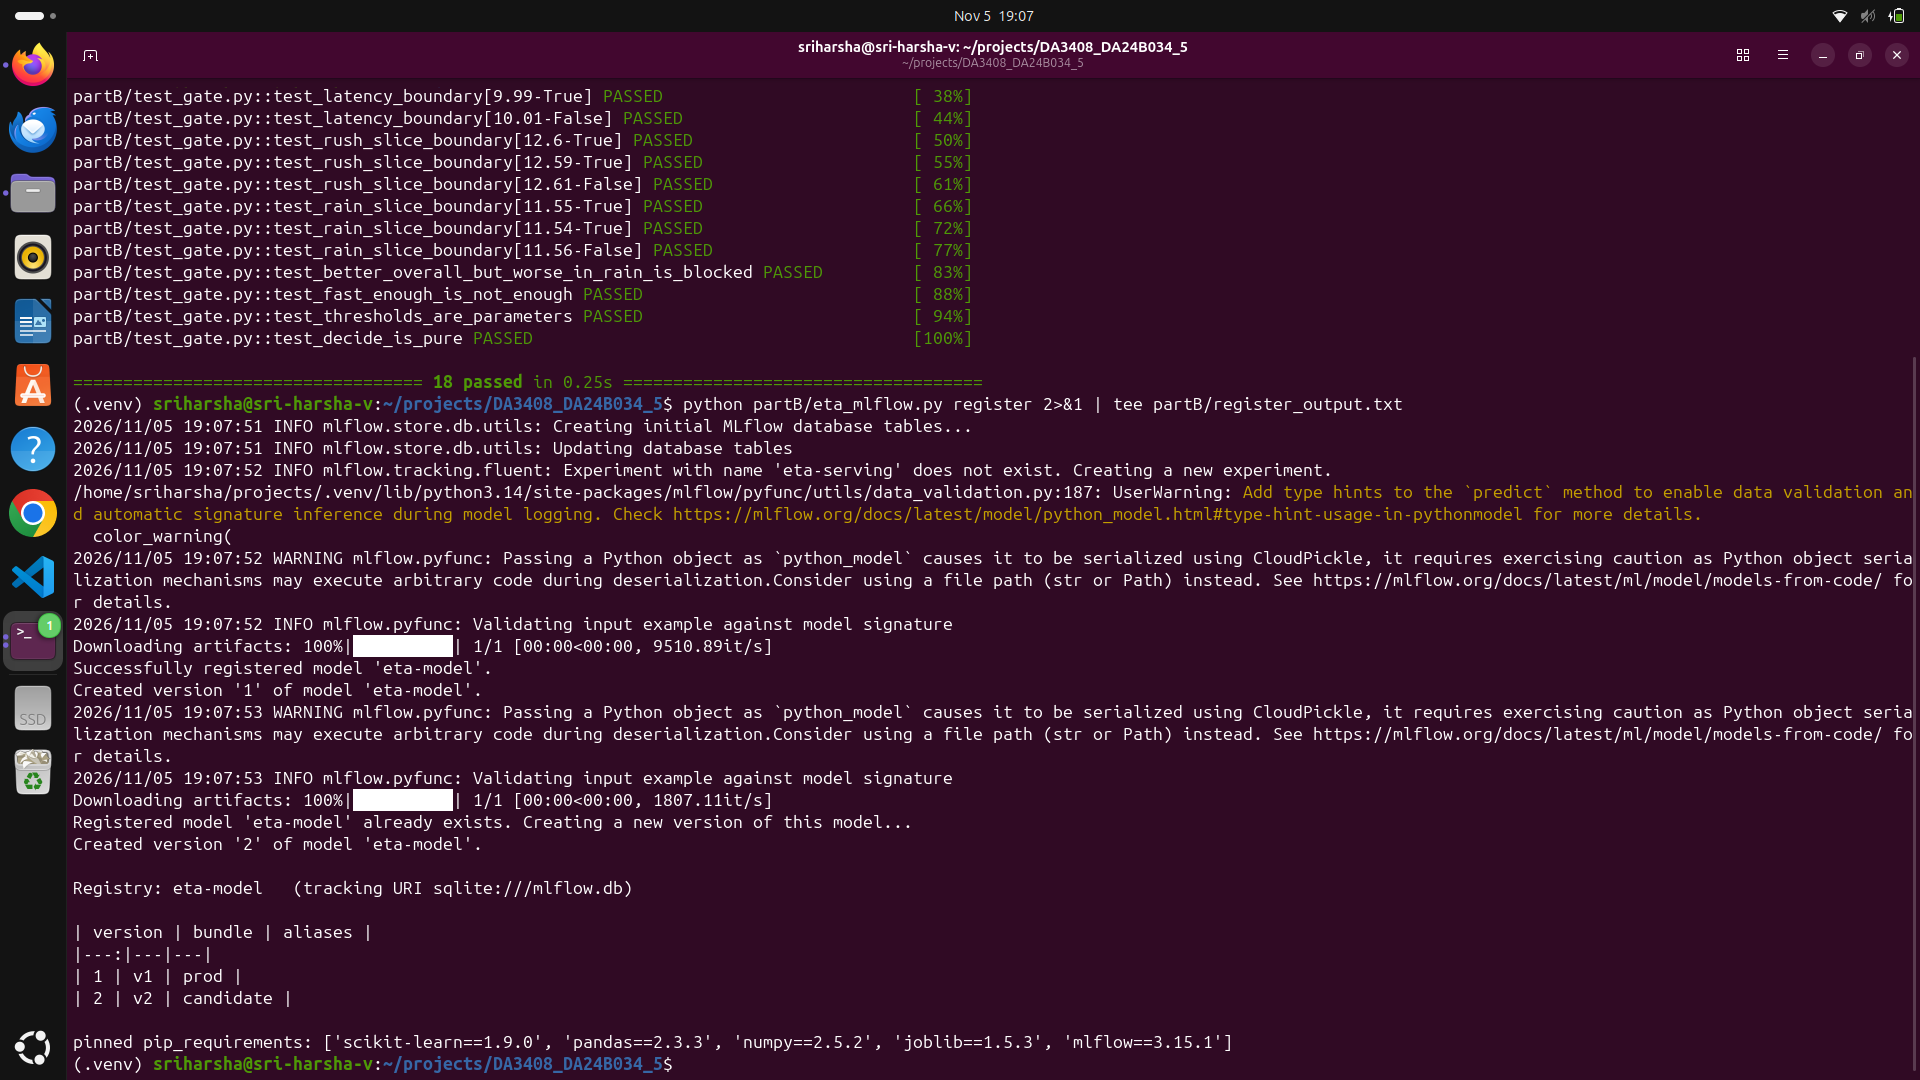 Nov 5 19:07
sriharsha@sri-harsha-v: ~/projects/DA3408_DA24B034_5
~/projects/DA3408_DA24B034_5
partB/test_gate.py::test_latency_boundary[9.99-True] PASSED [ 38%]
partB/test_gate.py::test_latency_boundary[10.01-False] PASSED [ 44%]
partB/test_gate.py::test_rush_slice_boundary[12.6-True] PASSED [ 50%]
partB/test_gate.py::test_rush_slice_boundary[12.59-True] PASSED [ 55%]
partB/test_gate.py::test_rush_slice_boundary[12.61-False] PASSED [ 61%]
partB/test_gate.py::test_rain_slice_boundary[11.55-True] PASSED [ 66%]
partB/test_gate.py::test_rain_slice_boundary[11.54-True] PASSED [ 72%]
partB/test_gate.py::test_rain_slice_boundary[11.56-False] PASSED [ 77%]
partB/test_gate.py::test_better_overall_but_worse_in_rain_is_blocked PASSED [ 83%]
partB/test_gate.py::test_fast_enough_is_not_enough PASSED [ 88%]
partB/test_gate.py::test_thresholds_are_parameters PASSED [ 94%]
partB/test_gate.py::test_decide_is_pure PASSED [100%]
=================================== 18 passed in 0.25s ====================================
(.venv) sriharsha@sri-harsha-v:~/projects/DA3408_DA24B034_5$ python partB/eta_mlflow.py register 2>&1 | tee partB/register_output.txt
2026/11/05 19:07:51 INFO mlflow.store.db.utils: Creating initial MLflow database tables...
2026/11/05 19:07:51 INFO mlflow.store.db.utils: Updating database tables
2026/11/05 19:07:52 INFO mlflow.tracking.fluent: Experiment with name 'eta-serving' does not exist. Creating a new experiment.
/home/sriharsha/projects/.venv/lib/python3.14/site-packages/mlflow/pyfunc/utils/data_validation.py:187: UserWarning: Add type hints to the `predict` method to enable data validation an
d automatic signature inference during model logging. Check https://mlflow.org/docs/latest/model/python_model.html#type-hint-usage-in-pythonmodel for more details.
color_warning(
2026/11/05 19:07:52 WARNING mlflow.pyfunc: Passing a Python object as `python_model` causes it to be serialized using CloudPickle, it requires exercising caution as Python object seria
lization mechanisms may execute arbitrary code during deserialization.Consider using a file path (str or Path) instead. See https://mlflow.org/docs/latest/ml/model/models-from-code/ fo
r details.
2026/11/05 19:07:52 INFO mlflow.pyfunc: Validating input example against model signature
Downloading artifacts: 100%|██████████| 1/1 [00:00<00:00, 9510.89it/s]
Successfully registered model 'eta-model'.
Created version '1' of model 'eta-model'.
2026/11/05 19:07:53 WARNING mlflow.pyfunc: Passing a Python object as `python_model` causes it to be serialized using CloudPickle, it requires exercising caution as Python object seria
lization mechanisms may execute arbitrary code during deserialization.Consider using a file path (str or Path) instead. See https://mlflow.org/docs/latest/ml/model/models-from-code/ fo
r details.
2026/11/05 19:07:53 INFO mlflow.pyfunc: Validating input example against model signature
Downloading artifacts: 100%|██████████| 1/1 [00:00<00:00, 1807.11it/s]
Registered model 'eta-model' already exists. Creating a new version of this model...
Created version '2' of model 'eta-model'.
Registry: eta-model (tracking URI sqlite:///mlflow.db)
| version | bundle | aliases |
|---:|---|---|
| 1 | v1 | prod |
| 2 | v2 | candidate |
pinned pip_requirements: ['scikit-learn==1.9.0', 'pandas==2.3.3', 'numpy==2.5.2', 'joblib==1.5.3', 'mlflow==3.15.1']
(.venv) sriharsha@sri-harsha-v:~/projects/DA3408_DA24B034_5$
1
SSD